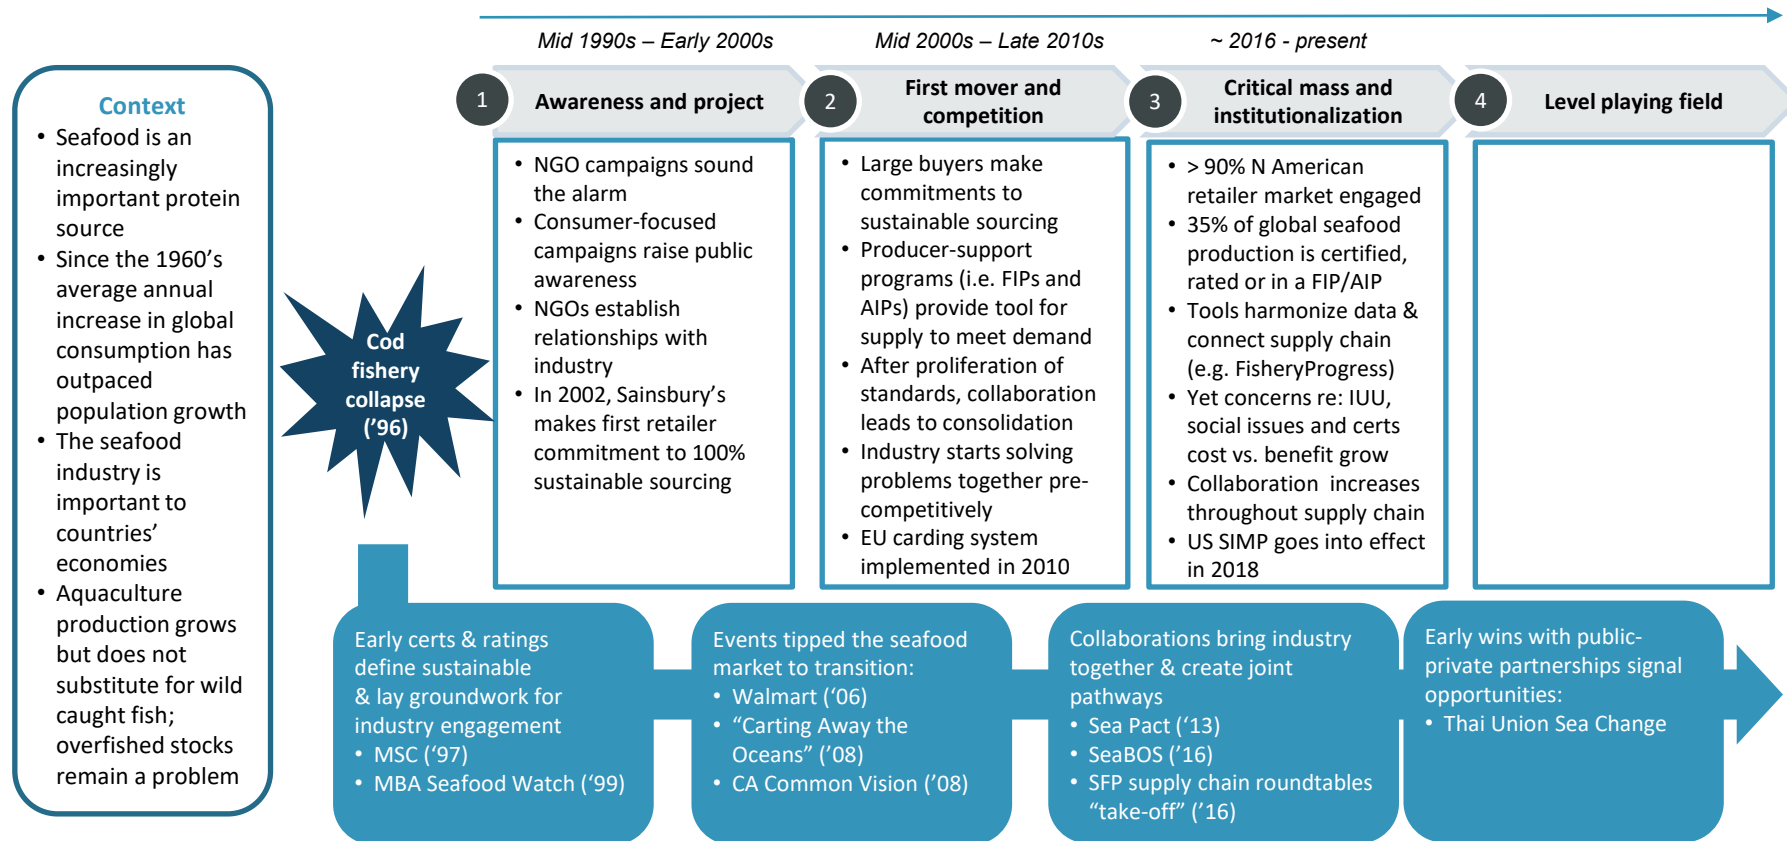 Mid 1990s – Early 2000s
Mid 2000s – Late 2010s
~ 2016 - present
Context
• Seafood is an
increasingly
important protein
source
• Since the 1960’s
average annual
increase in global
consumption has
outpaced
population growth
• The seafood
industry is
important to
countries’
economies
• Aquaculture
production grows
but does not
substitute for wild
caught fish;
overfished stocks
remain a problem
Cod
fishery
collapse
(’96)
1
Awareness and project
• NGO campaigns sound
the alarm
• Consumer-focused
campaigns raise public
awareness
• NGOs establish
relationships with
industry
• In 2002, Sainsbury’s
makes first retailer
commitment to 100%
sustainable sourcing
2
First mover and
competition
• Large buyers make
commitments to
sustainable sourcing
• Producer-support
programs (i.e. FIPs and
AIPs) provide tool for
supply to meet demand
• After proliferation of
standards, collaboration
leads to consolidation
• Industry starts solving
problems together pre-
competitively
• EU carding system
implemented in 2010
3
Critical mass and
institutionalization
• > 90% N American
retailer market engaged
• 35% of global seafood
production is certified,
rated or in a FIP/AIP
• Tools harmonize data &
connect supply chain
(e.g. FisheryProgress)
• Yet concerns re: IUU,
social issues and certs
cost vs. benefit grow
• Collaboration increases
throughout supply chain
• US SIMP goes into effect
in 2018
4
Level playing field
Early certs & ratings
define sustainable
& lay groundwork for
industry engagement
• MSC (‘97)
• MBA Seafood Watch (‘99)
Events tipped the seafood
market to transition:
• Walmart (‘06)
• “Carting Away the
Oceans” (’08)
• CA Common Vision (’08)
Collaborations bring industry
together & create joint
pathways
• Sea Pact (‘13)
• SeaBOS (’16)
• SFP supply chain roundtables
“take-off” (’16)
Early wins with public-
private partnerships signal
opportunities:
• Thai Union Sea Change